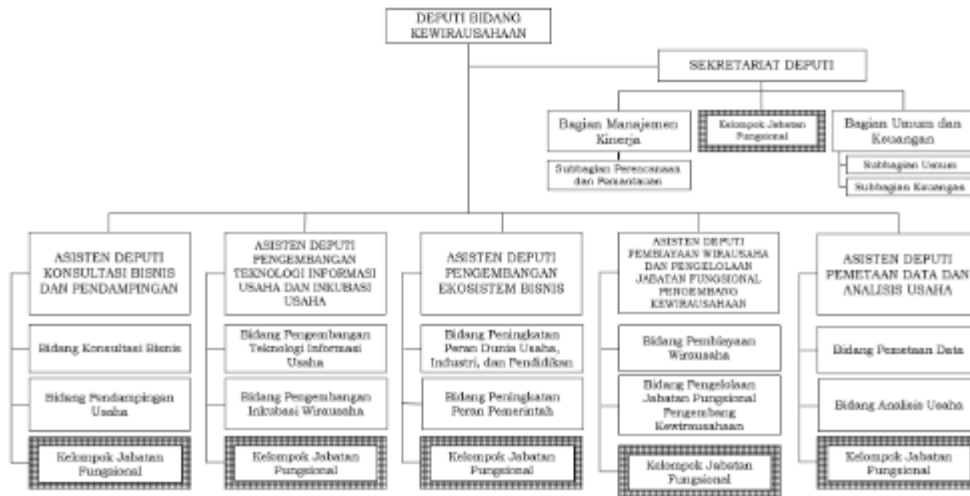 DEPUTI BIDANG
KEWIRAUSAHAAN
SEKRETARIAT DEPUTI
Bagian Manajemen
Kinerja
Kelompok Jabatan
Fungsional
Bagian Umum dan
Keuangan
Subbagian Perencanaan
dan Pemantauan
Subbagian Umum
Subbagian Keuangan
ASISTEN DEPUTI
KONSULTASI BISNIS
DAN PENDAMPINGAN
Bidang Konsultasi Bisnis
Bidang Pendampingan
Usaha
Kelompok Jabatan
Fungsional
ASISTEN DEPUTI
PENGEMBANGAN
TEKNOLOGI INFORMASI
USAHA DAN INKUBASI
USAHA
Bidang Pengembangan
Teknologi Informasi
Usaha
Bidang Pengembangan
Inkubasi Wirausaha
Kelompok Jabatan
Fungsional
ASISTEN DEPUTI
PENGEMBANGAN
EKOSISTEM BISNIS
Bidang Peningkatan
Peran Dunia Usaha,
Industri, dan Pendidikan
Bidang Peningkatan
Peran Pemerintah
Kelompok Jabatan
Fungsional
ASISTEN DEPUTI
PEMBIAYAAN WIRAUSAHA
DAN PENGELOLAAN
JABATAN FUNGSIONAL
PENGEMBANG
KEWIRAUSAHAAN
Bidang Pembiayaan
Wirausaha
Bidang Pengelolaan
Jabatan Fungsional
Pengembang
Kewirausahaan
Kelompok Jabatan
Fungsional
ASISTEN DEPUTI
PEMETAAN DATA DAN
ANALISIS USAHA
Bidang Pemetaan Data
Bidang Analisis Usaha
Kelompok Jabatan
Fungsional